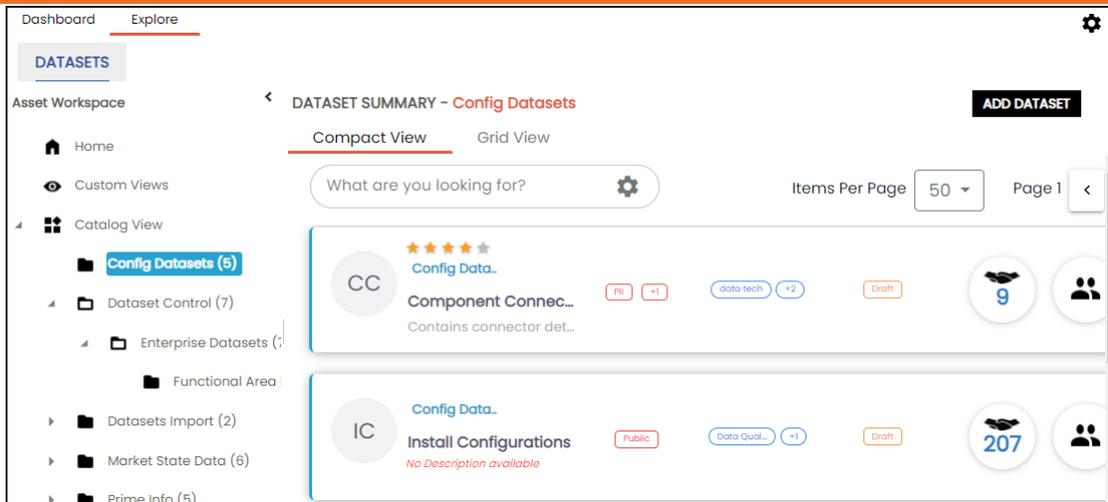 Dashboard Explore
DATASETS
Asset Workspace
Home
Custom Views
Catalog View
Config Datasets (5)
Dataset Control (7)
Enterprise Datasets (
Functional Area
Datasets Import (2)
Market State Data (6)
Prime Info (5)
DATASET SUMMARY - Config Datasets
ADD DATASET
Compact View Grid View
What are you looking for?
Items Per Page 50 Page 1
CC
Config Data..
Component Connec...
Contains connector det...
PII +1
data tech +2
Draft
9
IC
Config Data..
Install Configurations
No Description available
Public
Data Qual... +1
Draft
207